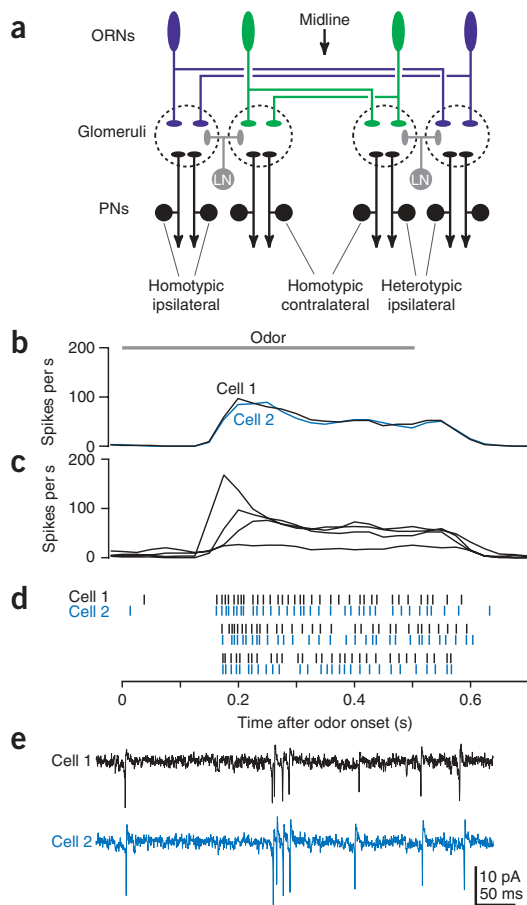 a
ORNs
Midline
Glomeruli
LN
LN
PNs
Homotypic
ipsilateral
Homotypic
contralateral
Heterotypic
ipsilateral
b
Odor
200
100
0
Spikes per s
Cell 1
Cell 2
c
200
100
0
Spikes per s
d
Cell 1
Cell 2
0
0.2
0.4
0.6
Time after odor onset (s)
e
Cell 1
Cell 2
10 pA
50 ms